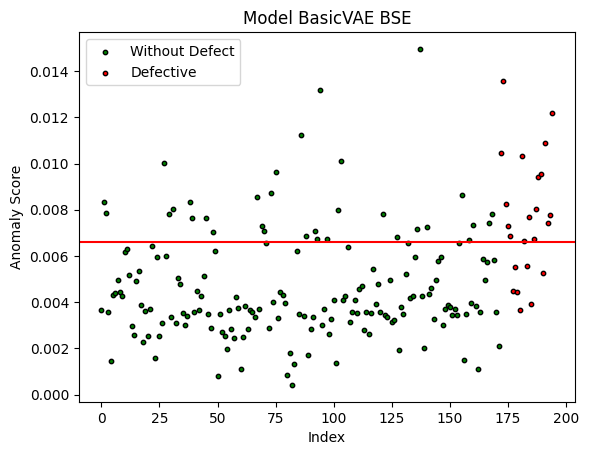 Model BasicVAE BSE
Without Defect
Defective
Anomaly Score
0.014
0.012
0.010
0.008
0.006
0.004
0.002
0.000
0 25 50 75 100 125 150 175 200
Index